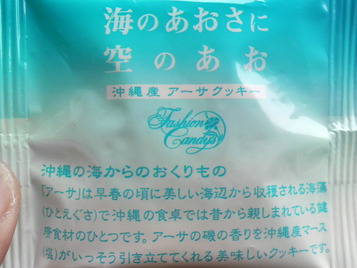 海のあおさに
空のあお
沖縄産 アーサクッキー
Fashion Candy's
沖縄の海からのおくりもの
「アーサ」は早春の頃に美しい海辺から収穫される海藻
(ひとえぐさ)で沖縄の食卓では昔から親しまれている健
康食材のひとつです。アーサの磯の香りを沖縄産マース
(塩)がいっそう引き立ててくれる美味しいクッキーです。